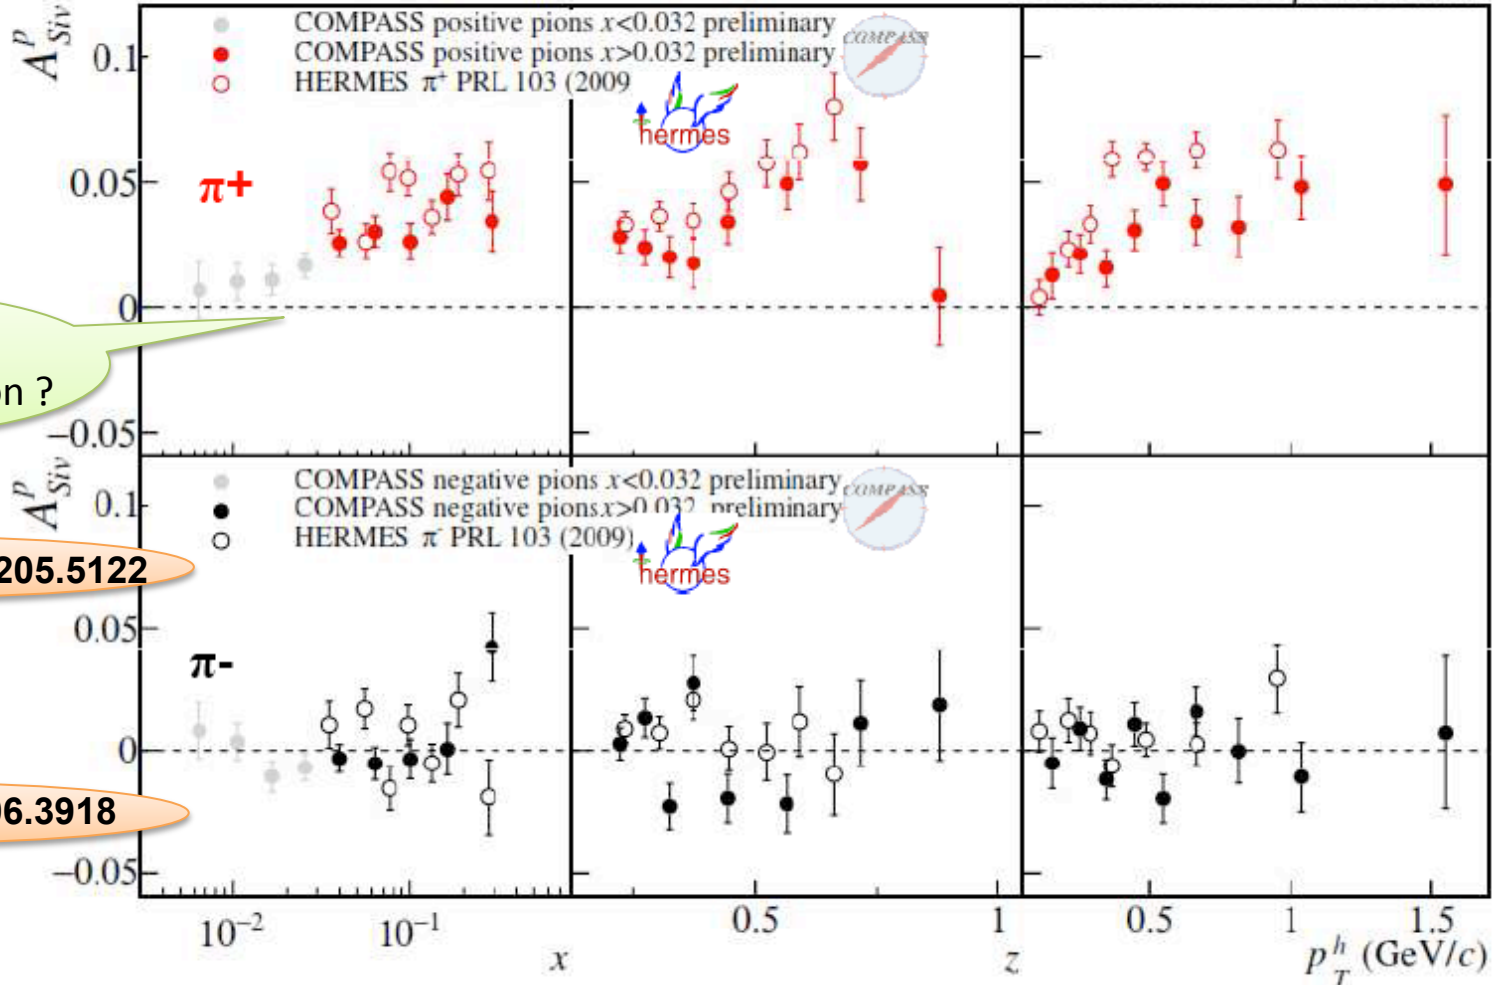 COMPASS positive pions x<0.032 preliminary
COMPASS positive pions x>0.032 preliminary
HERMES π⁺ PRL 103 (2009
COMPASS
hermes
A^p_Siv
0.1
0.05
0
−0.05
π+
on ?
COMPASS negative pions x<0.032 preliminary
COMPASS negative pions x>0.032 preliminary
HERMES π⁻ PRL 103 (2009)
COMPASS
hermes
A^p_Siv
0.1
0.05
0
−0.05
205.5122
π-
06.3918
10⁻² 10⁻¹ 0.5 1 0.5 1 1.5
x z p_T^h (GeV/c)